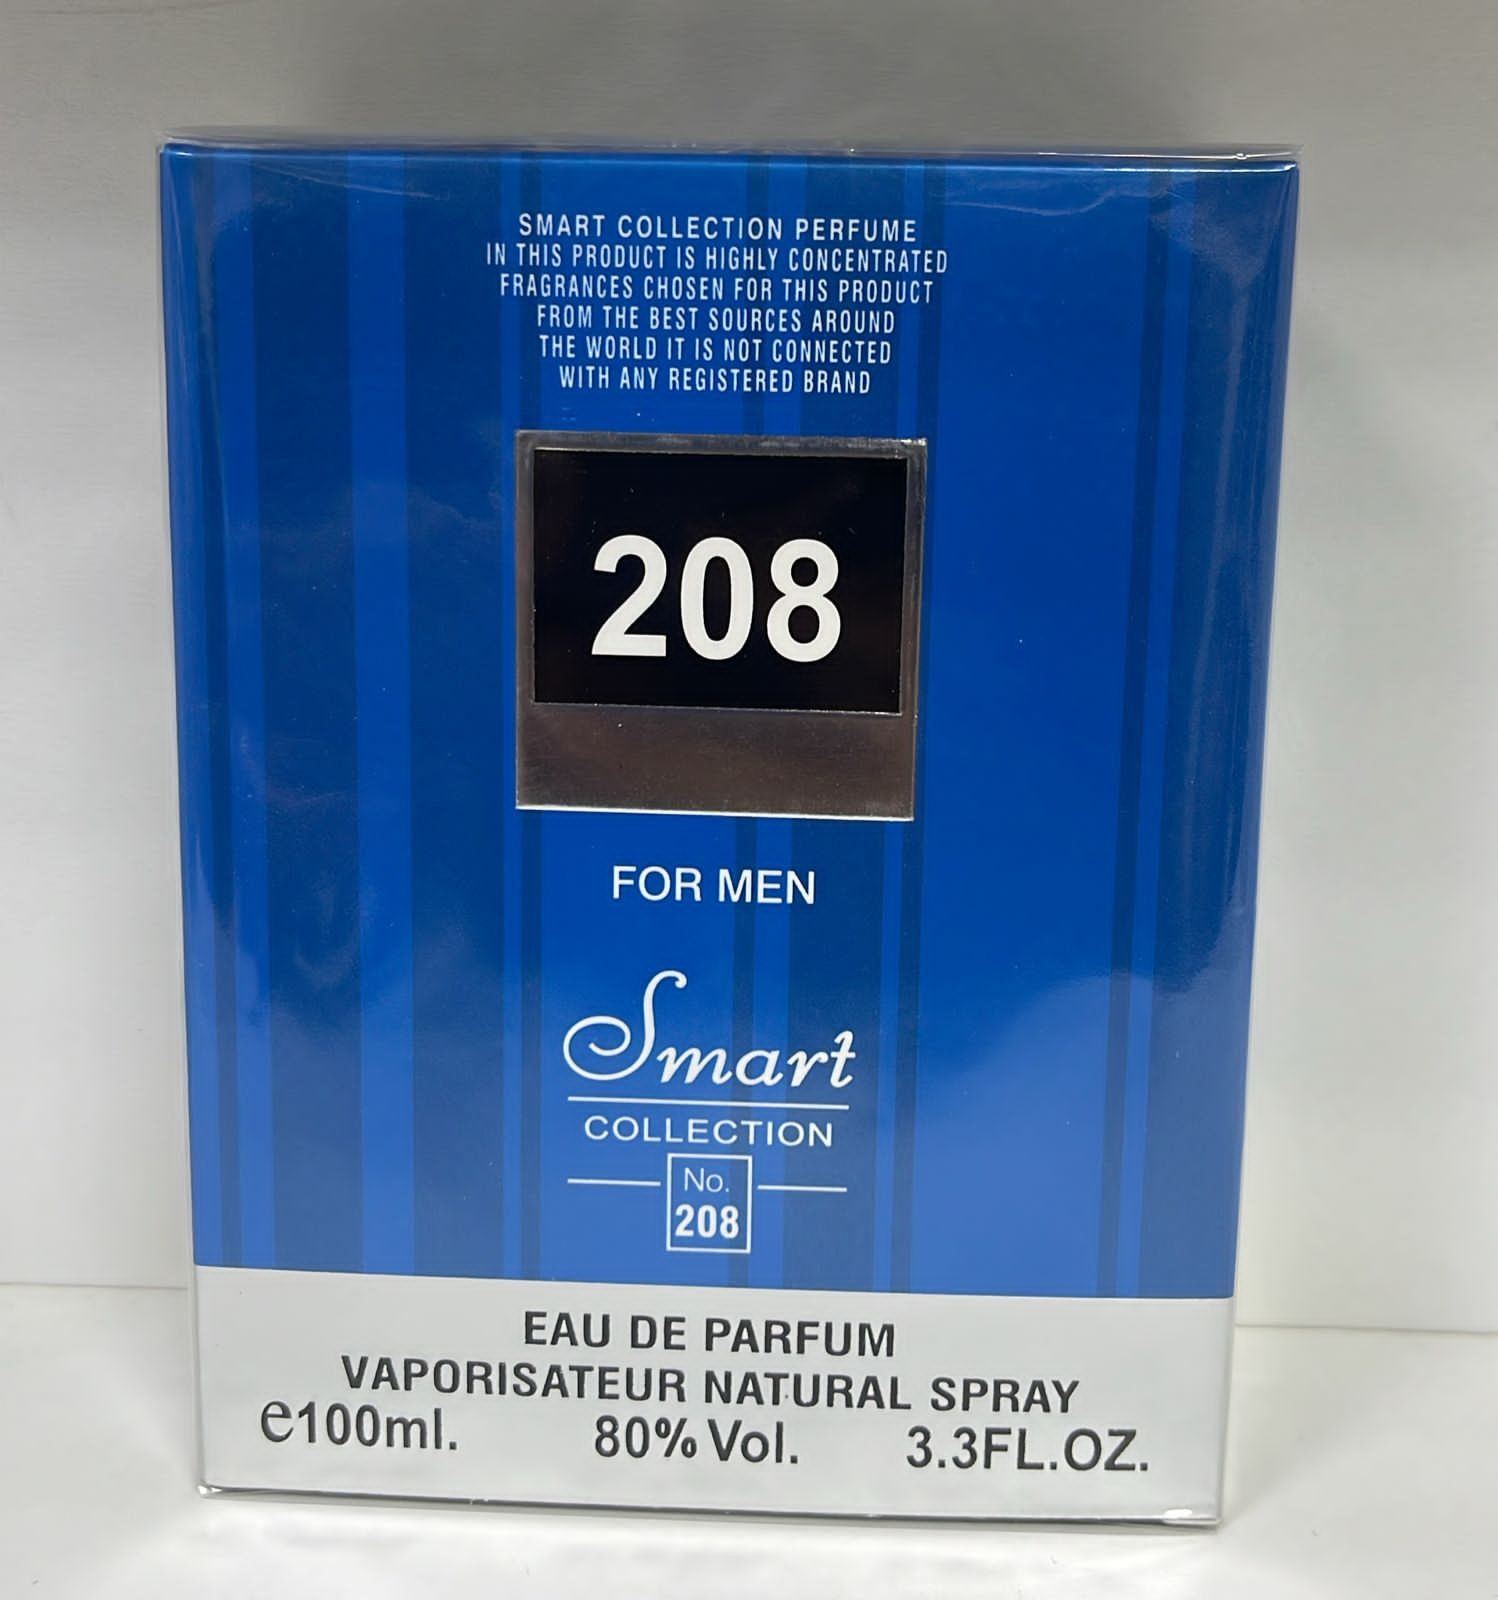 SMART COLLECTION PERFUME
IN THIS PRODUCT IS HIGHLY CONCENTRATED
FRAGRANCES CHOSEN FOR THIS PRODUCT
FROM THE BEST SOURCES AROUND
THE WORLD IT IS NOT CONNECTED
WITH ANY REGISTERED BRAND
208
FOR MEN
Smart
COLLECTION
No.
208
EAU DE PARFUM
VAPORISATEUR NATURAL SPRAY
e100ml. 80% Vol. 3.3FL.OZ.